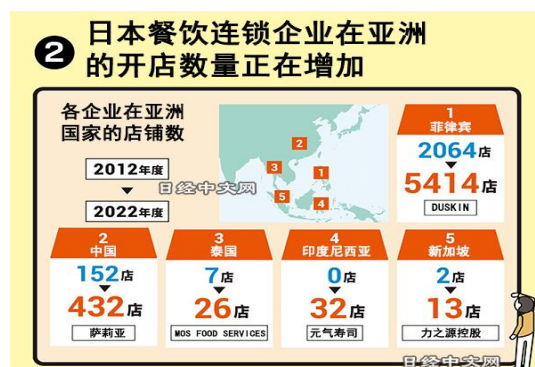 2
日本餐饮连锁企业在亚洲
的开店数量正在增加
各企业在亚洲
国家的店铺数
2012年度
2022年度
2
3
1
5
4
日经中文网
1
菲律宾
2064店
5414店
DUSKIN
2
中国
152店
432店
萨莉亚
3
泰国
7店
26店
MOS FOOD SERVICES
4
印度尼西亚
0店
32店
元气寿司
5
新加坡
2店
13店
力之源控股
日经中文网